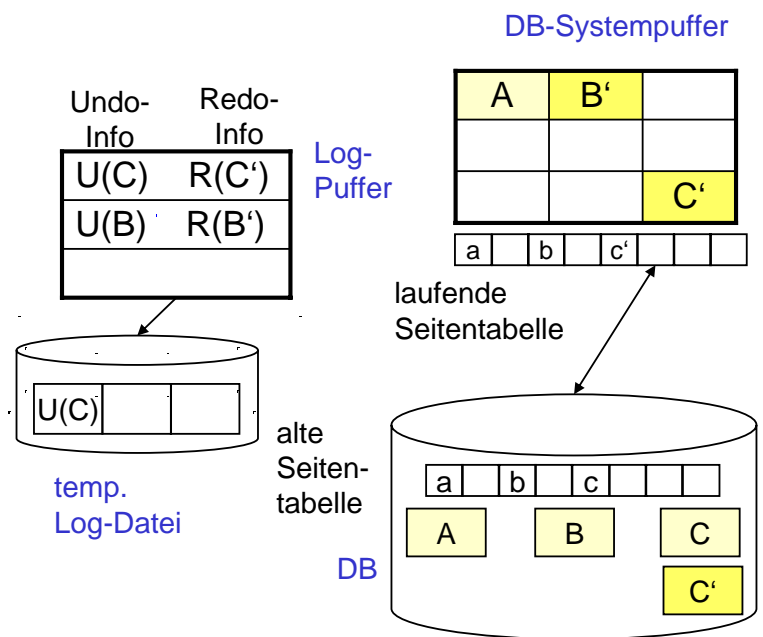 DB-Systempuffer
Undo-
Info
Redo-
Info
Log-
Puffer
U(C) R(C‘)
U(B) R(B‘)
A B‘
C‘
a b c‘
laufende
Seitentabelle
U(C)
temp.
Log-Datei
alte
Seiten-
tabelle
a b c
A B C
C‘
DB